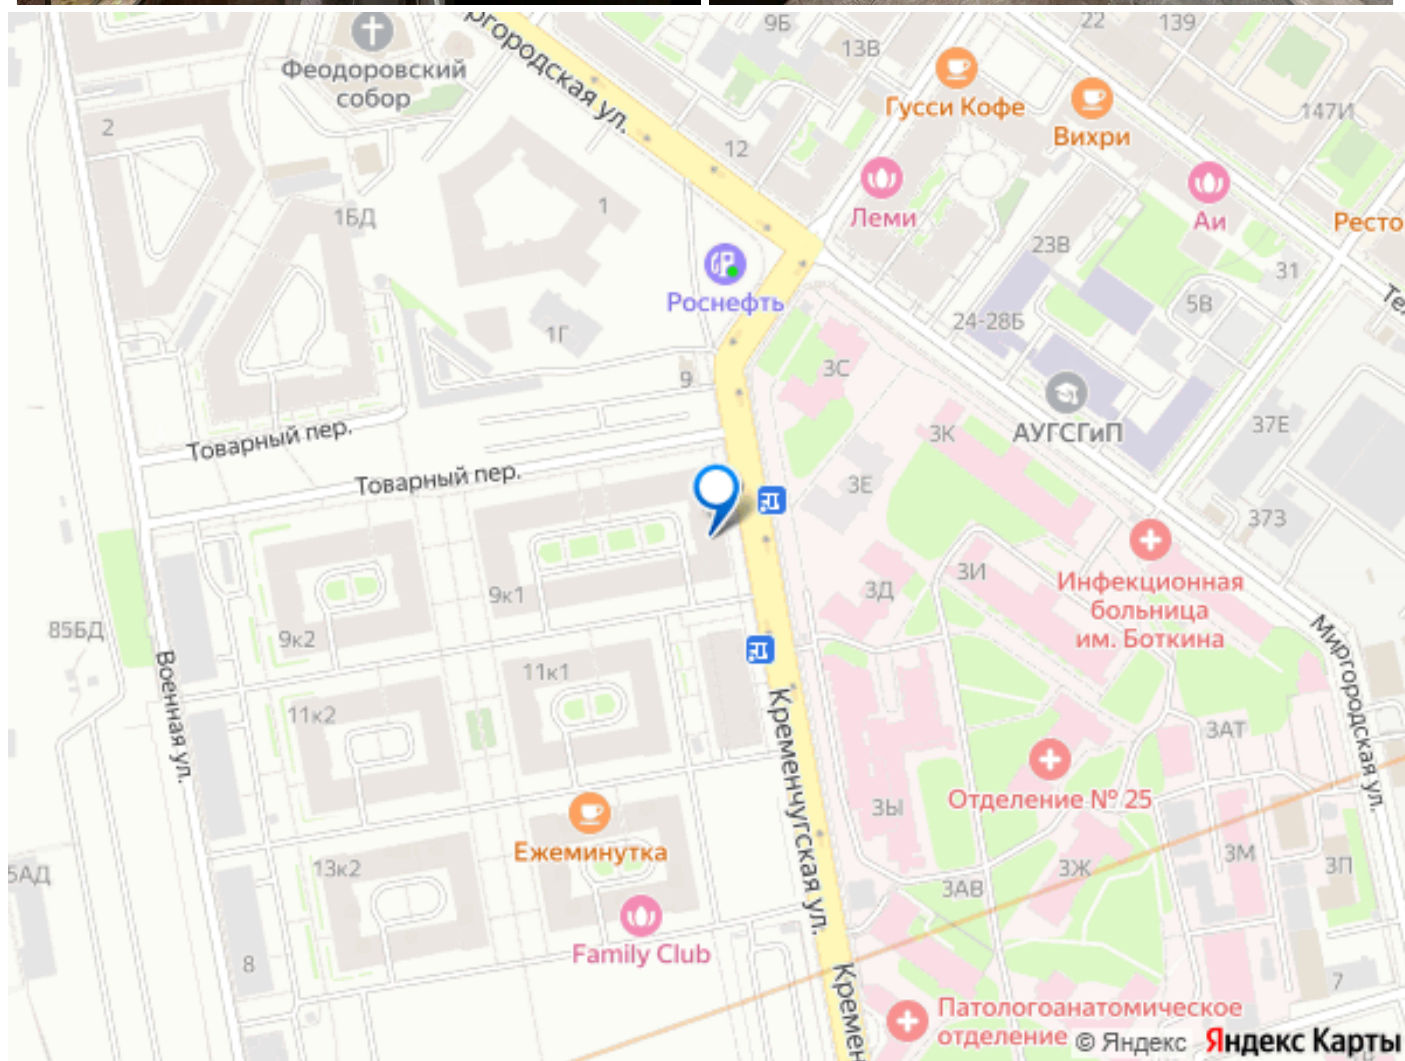 9Б
22
139
13В
ргородская ул.
Феодоровский
собор
Гусси Кофе
147И
2
Вихри
12
1БД
1
Леми
Аи
Ресто
23В
31
Роснефть
5В
Те
24-28Б
1Г
3С
9
АУГСГиП
37Е
3К
Товарный пер.
Товарный пер.
3Е
373
3И
Инфекционная
больница
им. Боткина
3Д
9к1
85БД
9к2
Миргородская ул.
11к1
Военная ул.
11к2
Кременчугская ул.
3АТ
Отделение № 25
3Ы
Ежеминутка
3М
3П
5АД
13к2
3Ж
3АВ
Family Club
8
Кремен
7
Патологоанатомическое
отделение
© Яндекс Яндекс Карты